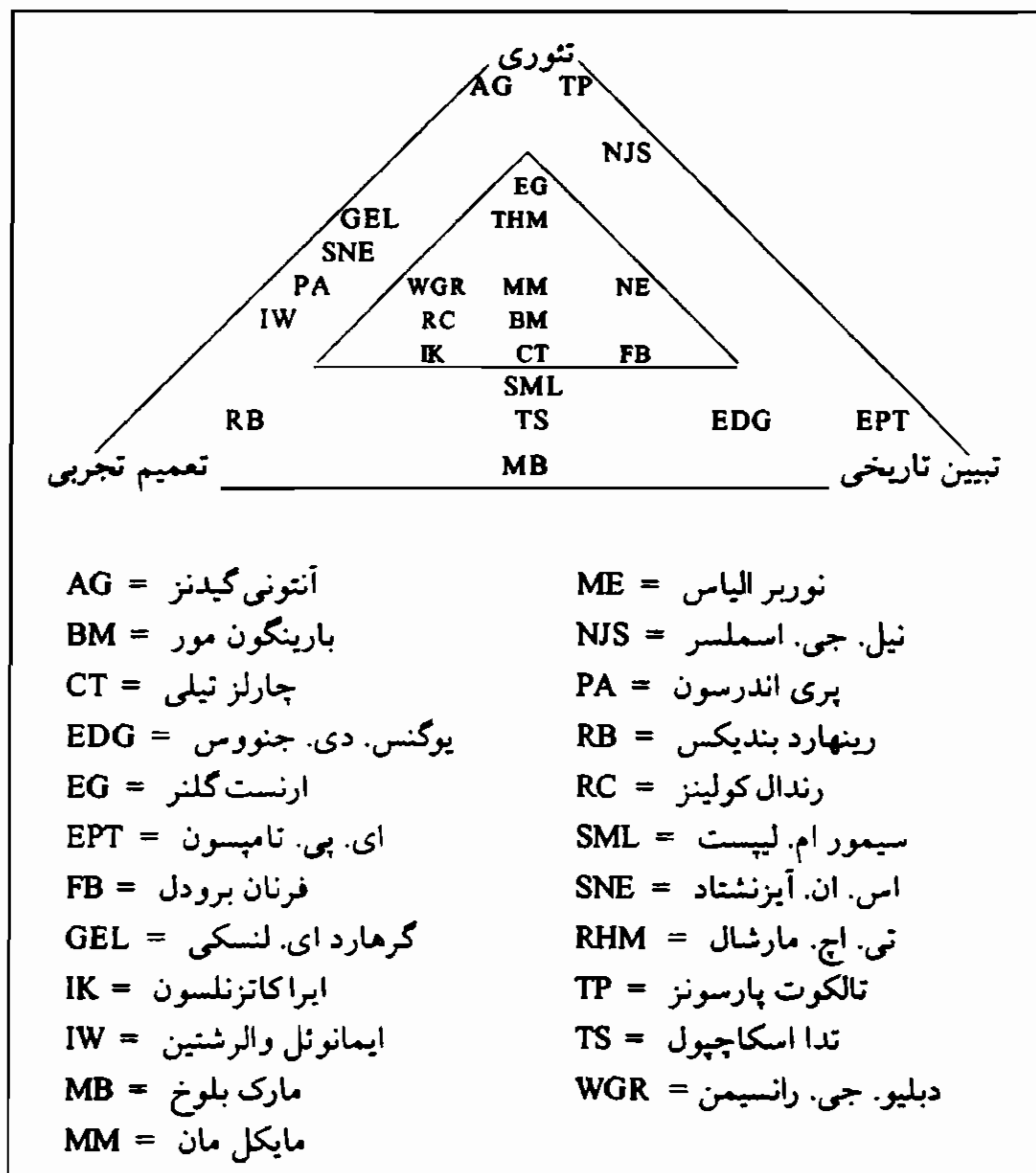 تئوری
AG TP
NJS
EG
GEL THM
SNE
PA WGR MM NE
IW RC BM
IK CT FB
SML
RB TS EDG EPT
تعمیم تجربی MB تبیین تاریخی
AG = آنتونی گیدنز
BM = بارینگون مور
CT = چارلز تیلی
EDG = یوگنس. دی. جنووس
EG = ارنست گلنر
EPT = ای. پی. تامپسون
FB = فرنان برودل
GEL = گرهارد ای. لنسکی
IK = ایرا کاتزنلسون
IW = ایمانوئل والرشتین
MB = مارک بلوخ
MM = مایکل مان
ME = نوربر الیاس
NJS = نیل. جی. اسملسر
PA = پری اندرسون
RB = رینهارد بندیکس
RC = رندال کولینز
SML = سیمور ام. لیپست
SNE = اس. ان. آیزنشتاد
RHM = تی. اچ. مارشال
TP = تالکوت پارسونز
TS = تدا اسکاچپول
WGR = دبلیو. جی. رانسیمن